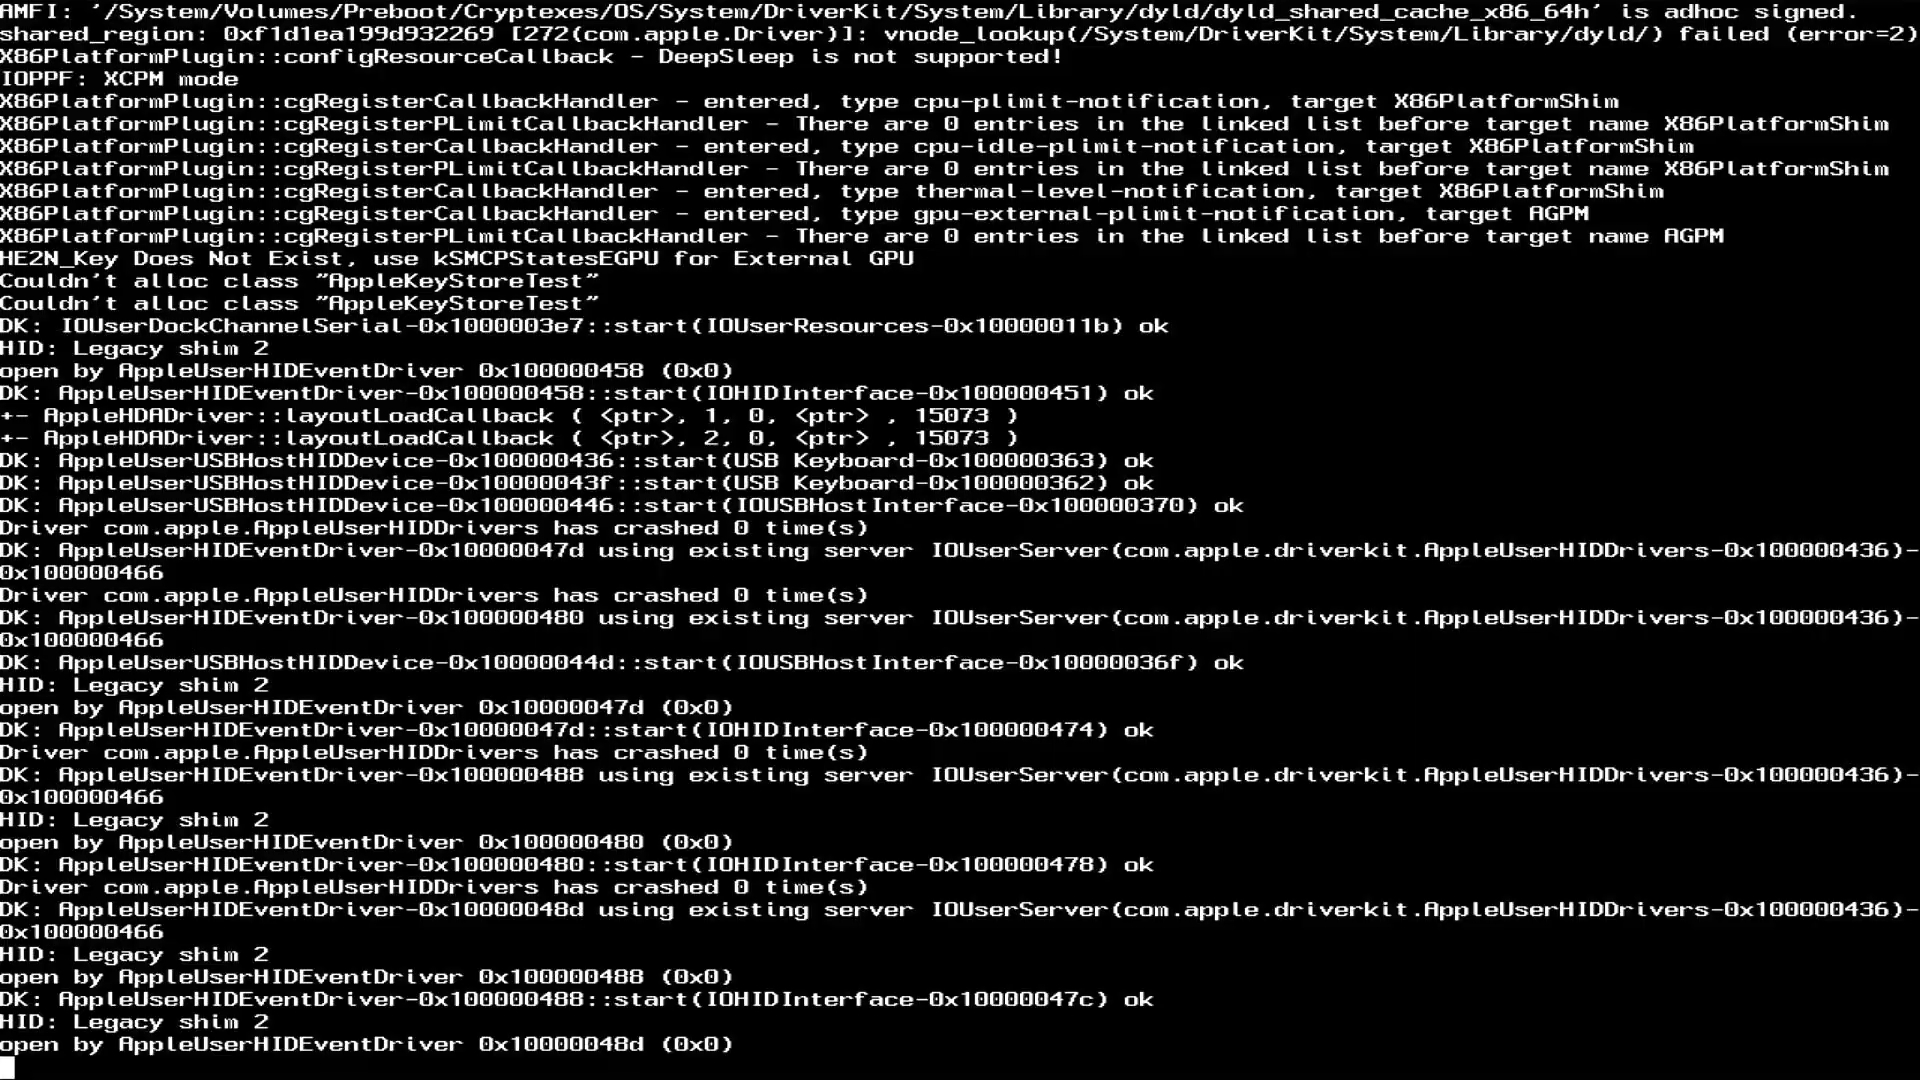 AMFI: '/System/Volumes/Preboot/Cryptexes/OS/System/DriverKit/System/Library/dyld/dyld_shared_cache_x86_64h' is adhoc signed.
shared_region: 0xf1d1ea199d932269 [272(com.apple.Driver)]: vnode_lookup(/System/DriverKit/System/Library/dyld/) failed (error=2)
X86PlatformPlugin::configResourceCallback - DeepSleep is not supported!
IOPPF: XCPM mode
X86PlatformPlugin::cgRegisterCallbackHandler - entered, type cpu-plimit-notification, target X86PlatformShim
X86PlatformPlugin::cgRegisterPLimitCallbackHandler - There are 0 entries in the linked list before target name X86PlatformShim
X86PlatformPlugin::cgRegisterCallbackHandler - entered, type cpu-idle-plimit-notification, target X86PlatformShim
X86PlatformPlugin::cgRegisterPLimitCallbackHandler - There are 0 entries in the linked list before target name X86PlatformShim
X86PlatformPlugin::cgRegisterCallbackHandler - entered, type thermal-level-notification, target X86PlatformShim
X86PlatformPlugin::cgRegisterCallbackHandler - entered, type gpu-external-plimit-notification, target AGPM
X86PlatformPlugin::cgRegisterPLimitCallbackHandler - There are 0 entries in the linked list before target name AGPM
HE2N_Key Does Not Exist, use kSMCPStatesEGPU for External GPU
Couldn't alloc class "AppleKeyStoreTest"
Couldn't alloc class "AppleKeyStoreTest"
DK: IOUserDockChannelSerial-0x1000003e7::start(IOUserResources-0x10000011b) ok
HID: Legacy shim 2
open by AppleUserHIDEventDriver 0x100000458 (0x0)
DK: AppleUserHIDEventDriver-0x100000458::start(IOHIDInterface-0x100000451) ok
+- AppleHDADriver::layoutLoadCallback ( <ptr>, 1, 0, <ptr> , 15073 )
+- AppleHDADriver::layoutLoadCallback ( <ptr>, 2, 0, <ptr> , 15073 )
DK: AppleUserUSBHostHIDDevice-0x100000436::start(USB Keyboard-0x100000363) ok
DK: AppleUserUSBHostHIDDevice-0x10000043f::start(USB Keyboard-0x100000362) ok
DK: AppleUserUSBHostHIDDevice-0x100000446::start(IOUSBHostInterface-0x100000370) ok
Driver com.apple.AppleUserHIDDrivers has crashed 0 time(s)
DK: AppleUserHIDEventDriver-0x10000047d using existing server IOUserServer(com.apple.driverkit.AppleUserHIDDrivers-0x100000436)-
0x100000466
Driver com.apple.AppleUserHIDDrivers has crashed 0 time(s)
DK: AppleUserHIDEventDriver-0x100000480 using existing server IOUserServer(com.apple.driverkit.AppleUserHIDDrivers-0x100000436)-
0x100000466
DK: AppleUserUSBHostHIDDevice-0x10000044d::start(IOUSBHostInterface-0x10000036f) ok
HID: Legacy shim 2
open by AppleUserHIDEventDriver 0x10000047d (0x0)
DK: AppleUserHIDEventDriver-0x10000047d::start(IOHIDInterface-0x100000474) ok
Driver com.apple.AppleUserHIDDrivers has crashed 0 time(s)
DK: AppleUserHIDEventDriver-0x100000488 using existing server IOUserServer(com.apple.driverkit.AppleUserHIDDrivers-0x100000436)-
0x100000466
HID: Legacy shim 2
open by AppleUserHIDEventDriver 0x100000480 (0x0)
DK: AppleUserHIDEventDriver-0x100000480::start(IOHIDInterface-0x100000478) ok
Driver com.apple.AppleUserHIDDrivers has crashed 0 time(s)
DK: AppleUserHIDEventDriver-0x10000048d using existing server IOUserServer(com.apple.driverkit.AppleUserHIDDrivers-0x100000436)-
0x100000466
HID: Legacy shim 2
open by AppleUserHIDEventDriver 0x100000488 (0x0)
DK: AppleUserHIDEventDriver-0x100000488::start(IOHIDInterface-0x10000047c) ok
HID: Legacy shim 2
open by AppleUserHIDEventDriver 0x10000048d (0x0)